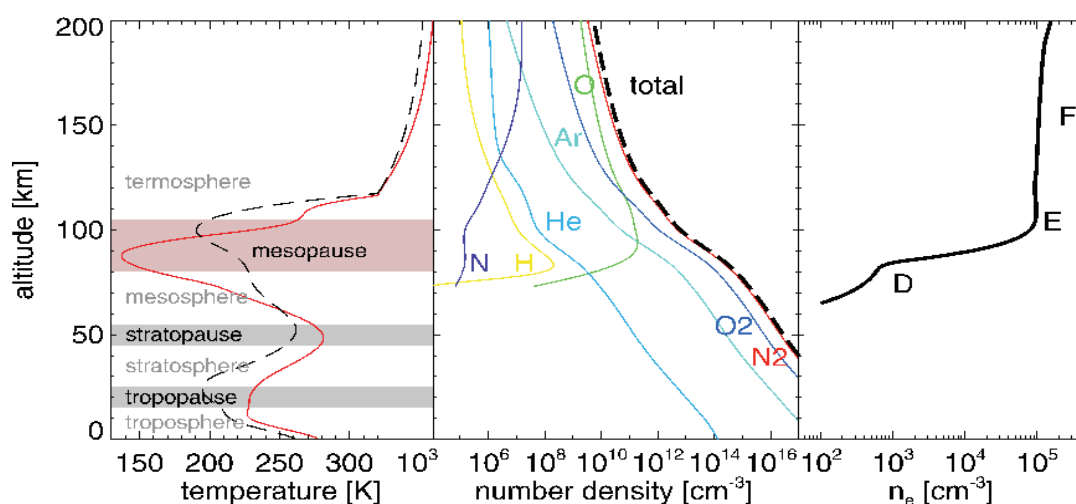 200
150
100
50
0
altitude [km]
termosphere
mesopause
mesosphere
stratopause
stratosphere
tropopause
troposphere
150 200 250 300 10³
temperature [K]
O
total
Ar
He
N
H
O2
N2
10⁶ 10⁸ 10¹⁰ 10¹² 10¹⁴ 10¹⁶
number density [cm⁻³]
F
E
D
10² 10³ 10⁴ 10⁵
nₑ [cm⁻³]